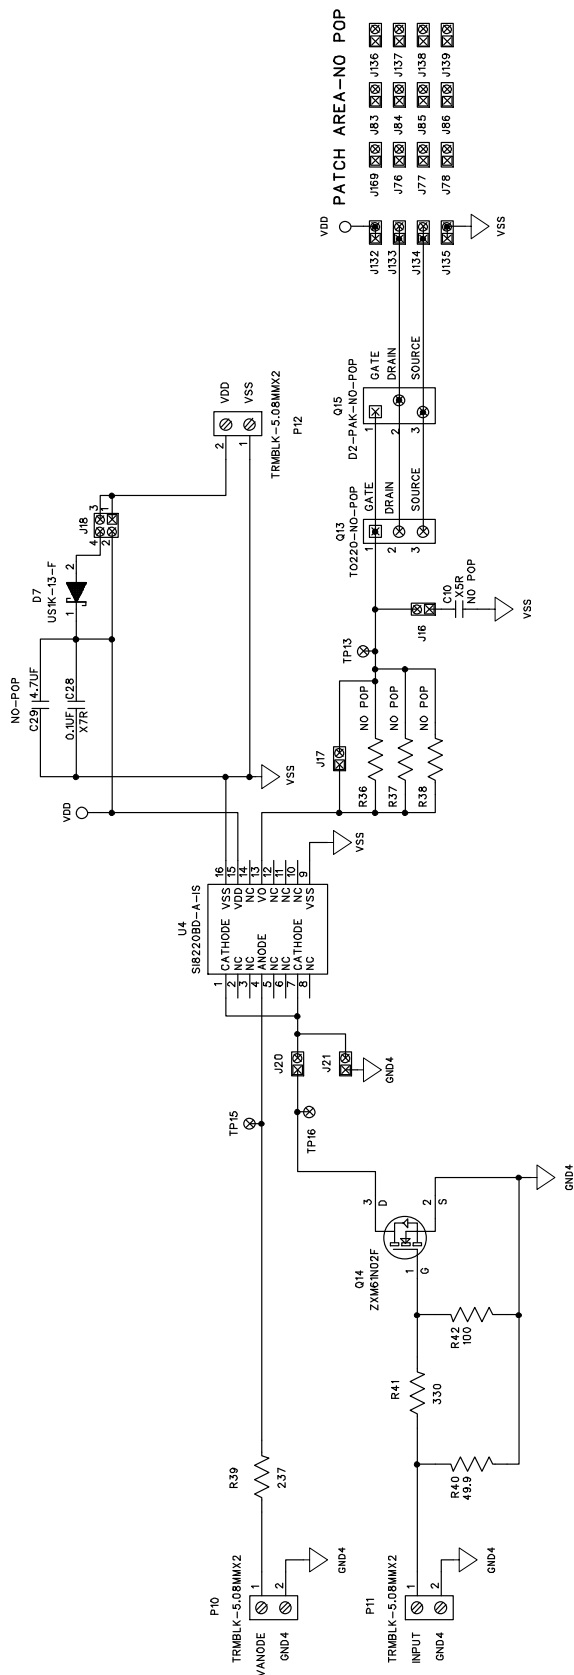 PATCH AREA-NO POP
J136
J137
J138
J139
J83
J84
J85
J86
J169
J76
J77
J78
VDD
J132
J133
J134
J135
VSS
Q15
D2-PAK-NO-POP
GATE
DRAIN
SOURCE
1
2
3
Q13
TO220-NO-POP
GATE
DRAIN
SOURCE
1
2
3
VDD
VSS
2
1
TRMBLK-5.08MMX2
P12
J18
4
3
2
1
D7
US1K-13-F
1
2
NO-POP
C29
4.7UF
0.1UF
C28
X7R
VSS
VDD
TP13
J16
C10
X5R
NO POP
VSS
J17
R36
NO POP
R37
NO POP
R38
NO POP
VSS
U4
SI8220BD-A-IS
1
CATHODE
2
NC
3
NC
4
ANODE
5
NC
6
NC
7
CATHODE
8
NC
VSS
16
VDD
15
NC
14
VO
13
NC
12
NC
11
NC
10
VSS
9
J20
J21
GND4
TP15
TP16
3
D
2
S
1
G
Q14
ZXM61N02F
GND4
R42
100
R41
330
R40
49.9
R39
237
P10
TRMBLK-5.08MMX2
VANODE
GND4
1
2
GND4
P11
TRMBLK-5.08MMX2
INPUT
GND4
1
2
GND4